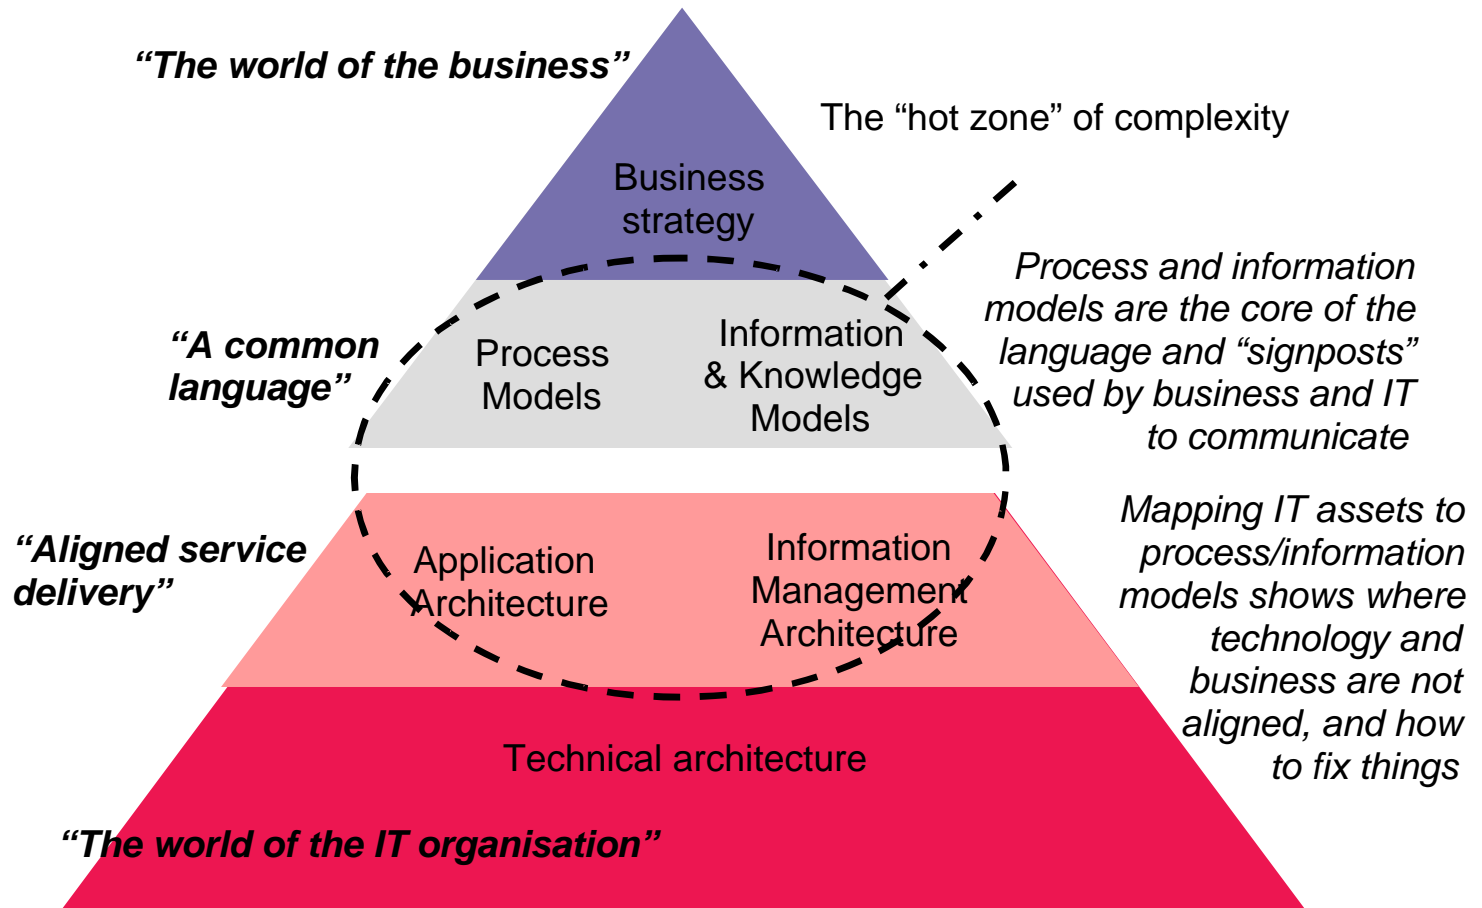 “The world of the business”
The “hot zone” of complexity
Business
strategy
Process and information
models are the core of the
language and “signposts”
used by business and IT
to communicate
“A common
language”
Process
Models
Information
& Knowledge
Models
“Aligned service
delivery”
Application
Architecture
Information
Management
Architecture
Mapping IT assets to
process/information
models shows where
technology and
business are not
aligned, and how
to fix things
Technical architecture
“The world of the IT organisation”